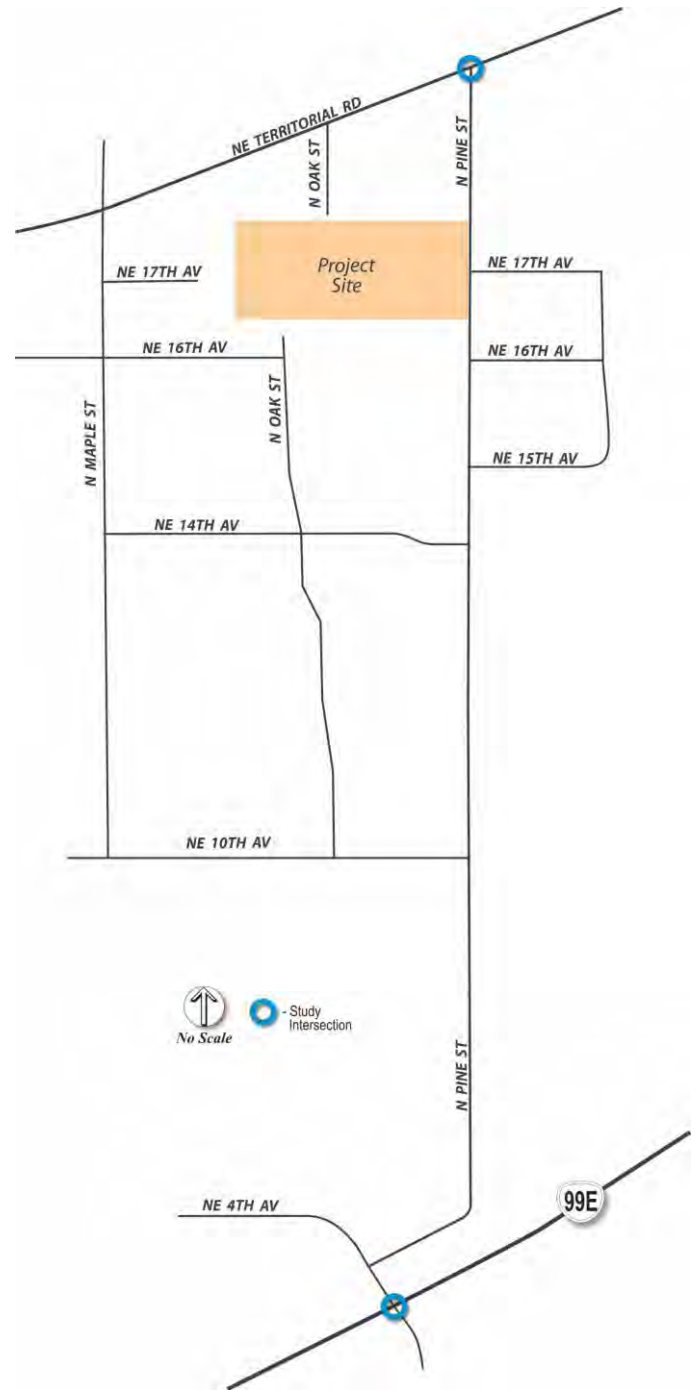 NE TERRITORIAL RD
N OAK ST
N PINE ST
NE 17TH AV
Project
Site
NE 17TH AV
NE 16TH AV
NE 16TH AV
N MAPLE ST
N OAK ST
NE 15TH AV
NE 14TH AV
NE 10TH AV
No Scale
- Study
Intersection
N PINE ST
NE 4TH AV
99E